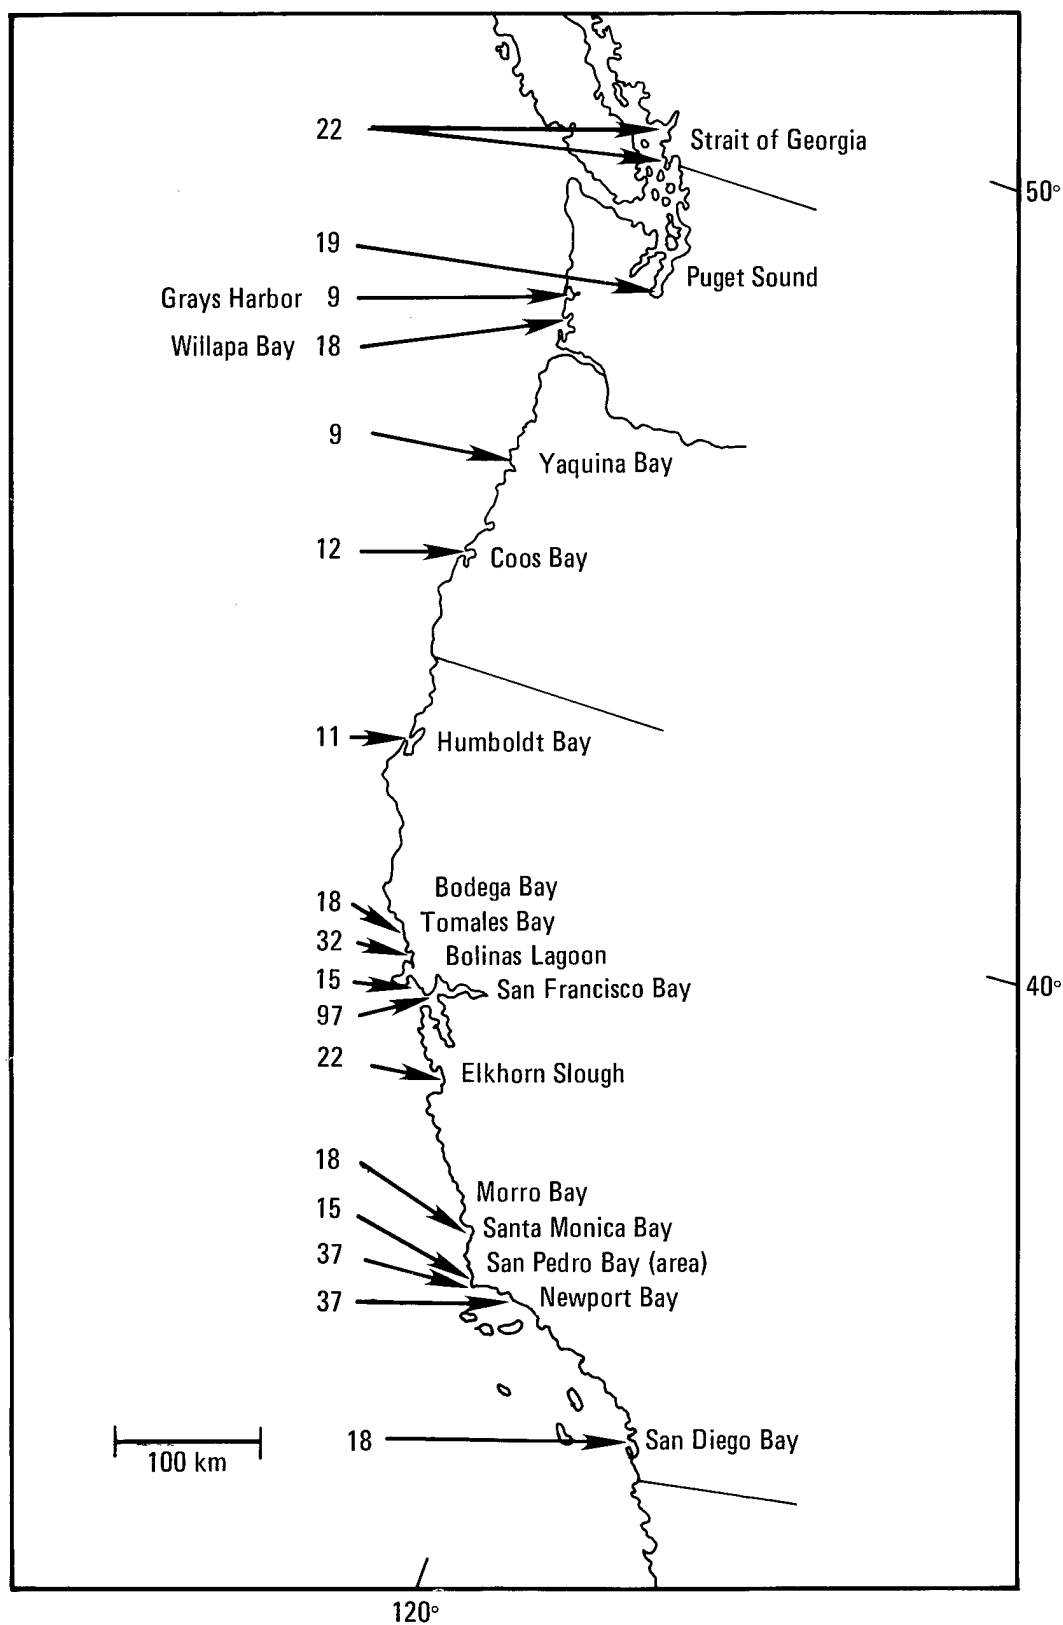 22
Strait of Georgia
50°
19
Puget Sound
Grays Harbor 9
Willapa Bay 18
9
Yaquina Bay
12
Coos Bay
11
Humboldt Bay
Bodega Bay
18
Tomales Bay
32
Bolinas Lagoon
15
San Francisco Bay
40°
97
22
Elkhorn Slough
18
Morro Bay
15
Santa Monica Bay
37
San Pedro Bay (area)
37
Newport Bay
18
San Diego Bay
100 km
120°